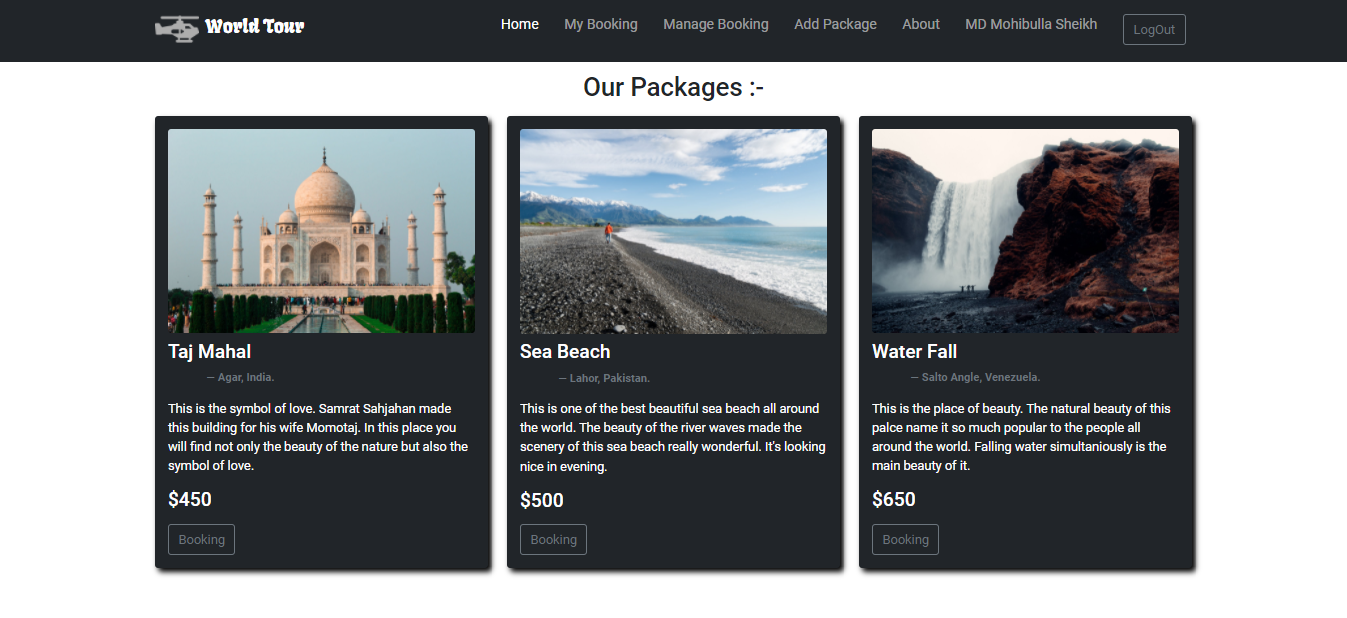 World Tour
Home
My Booking
Manage Booking
Add Package
About
MD Mohibulla Sheikh
LogOut
Our Packages :-
Taj Mahal
— Agar, India.
This is the symbol of love. Samrat Sahjahan made
this building for his wife Momotaj. In this place you
will find not only the beauty of the nature but also the
symbol of love.
$450
Booking
Sea Beach
— Lahor, Pakistan.
This is one of the best beautiful sea beach all around
the world. The beauty of the river waves made the
scenery of this sea beach really wonderful. It's looking
nice in evening.
$500
Booking
Water Fall
— Salto Angle, Venezuela.
This is the place of beauty. The natural beauty of this
palce name it so much popular to the people all
around the world. Falling water simultaniously is the
main beauty of it.
$650
Booking